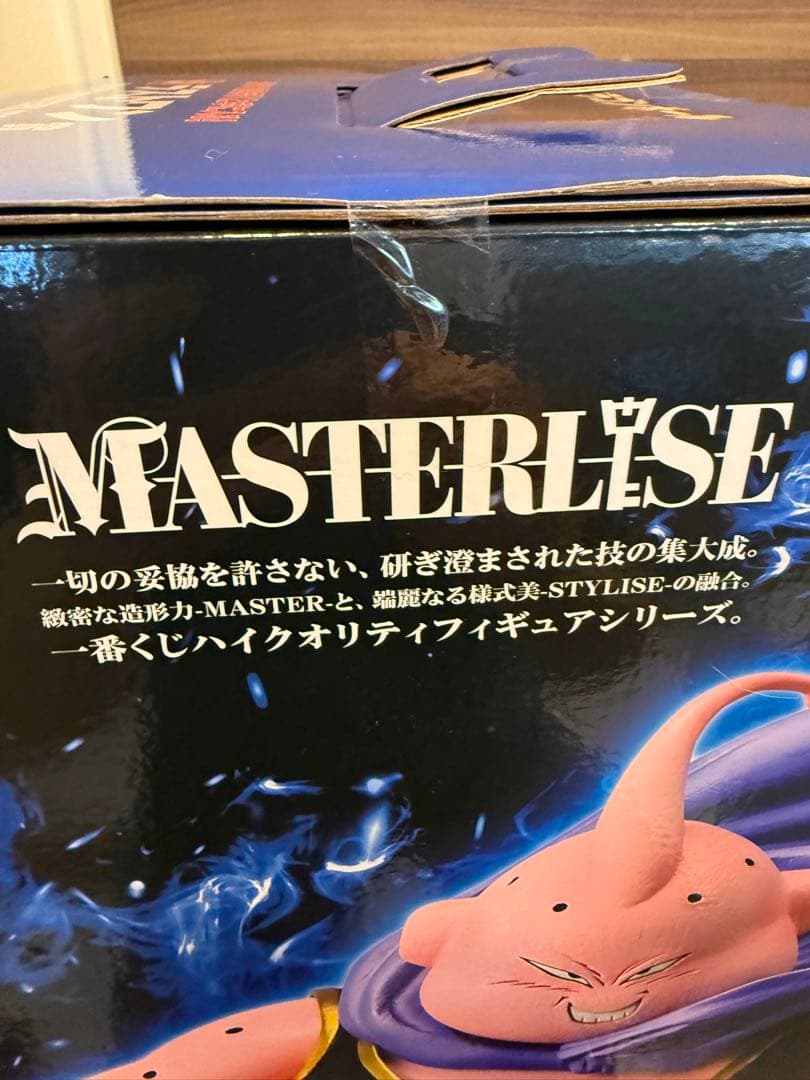 MASTERLISE
一切の妥協を許さない、研ぎ澄まされた技の集大成。
緻密な造形力-MASTER-と、端麗なる様式美-STYLISE-の融合。
一番くじハイクオリティフィギュアシリーズ。